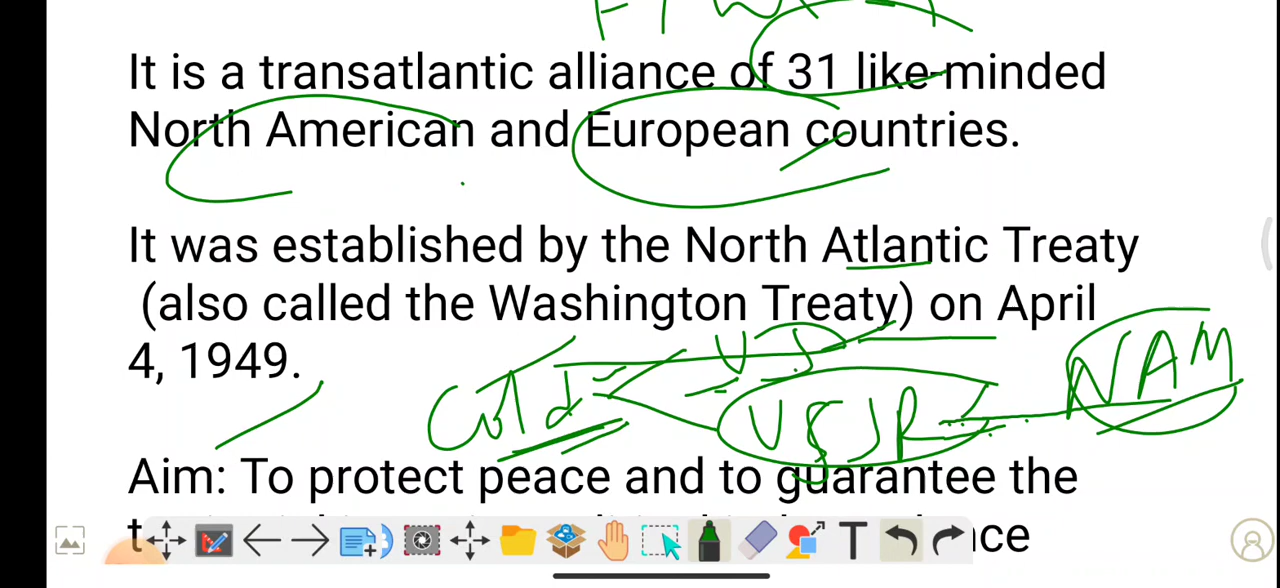 It is a transatlantic alliance of 31 like-minded
North American and European countries.
It was established by the North Atlantic Treaty
(also called the Washington Treaty) on April
4, 1949.
Cold US
USSR NAM
Aim: To protect peace and to guarantee the